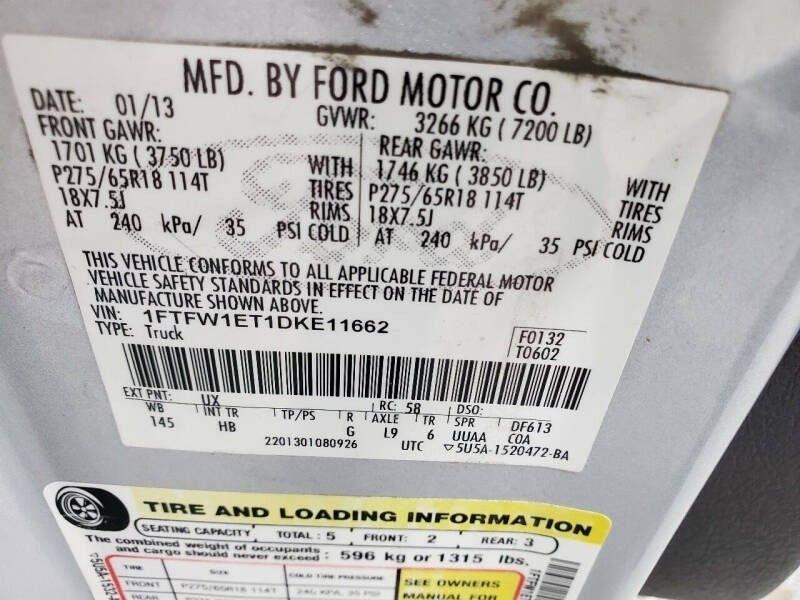 MFD. BY FORD MOTOR CO.
DATE: 01/13 GVWR: 3266 KG ( 7200 LB)
FRONT GAWR: REAR GAWR:
1701 KG ( 3750 LB) WITH 1746 KG ( 3850 LB) WITH
P275/65R18 114T TIRES P275/65R18 114T TIRES
18X7.5J RIMS 18X7.5J RIMS
AT 240 kPa/ 35 PSI COLD AT 240 kPa/ 35 PSI COLD
THIS VEHICLE CONFORMS TO ALL APPLICABLE FEDERAL MOTOR
VEHICLE SAFETY STANDARDS IN EFFECT ON THE DATE OF
MANUFACTURE SHOWN ABOVE.
VIN: 1FTFW1ET1DKE11662 F0132
TYPE: Truck T0602
EXT PNT: UX RC: 58 DSO:
WB INT TR TP/PS R AXLE TR SPR DF613
145 HB G L9 6 UUAA COA
2201301080926 UTC ▽5U5A-1520472-BA
TIRE AND LOADING INFORMATION
SEATING CAPACITY TOTAL: 5 FRONT: 2 REAR: 3
The combined weight of occupants
and cargo should never exceed: 596 kg or 1315 lbs.
TIRE SIZE COLD TIRE PRESSURE SEE OWNERS
FRONT P275/65R18 114T 240 KPA, 35 PSI MANUAL FOR
REAR